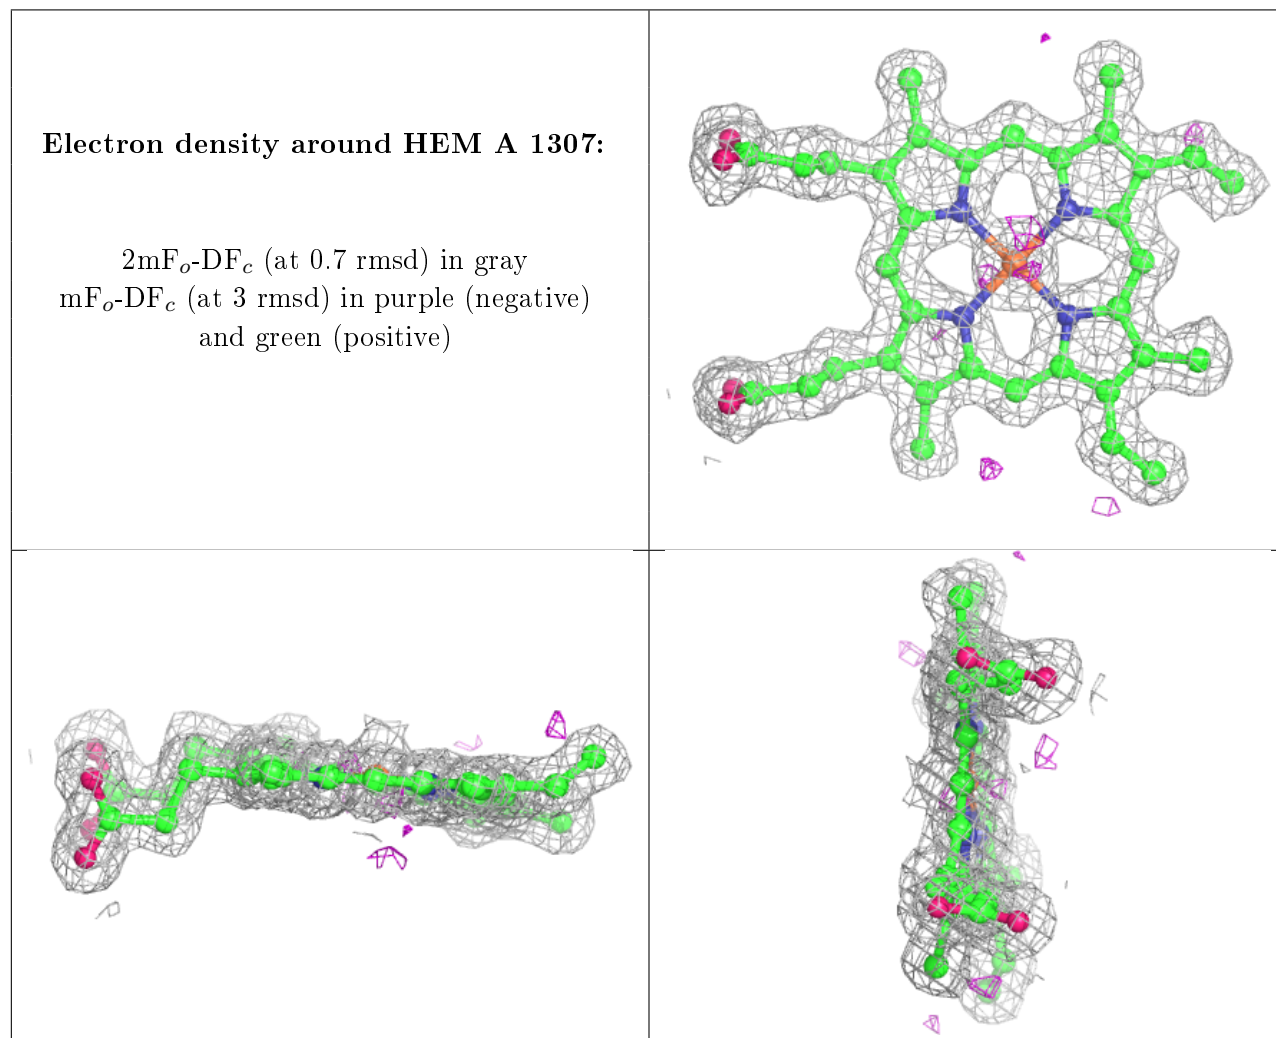 Electron density around HEM A 1307:
2mFo-DFc (at 0.7 rmsd) in gray
mFo-DFc (at 3 rmsd) in purple (negative)
and green (positive)